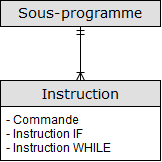 Sous-programme
Instruction
- Commande
- Instruction IF
- Instruction WHILE